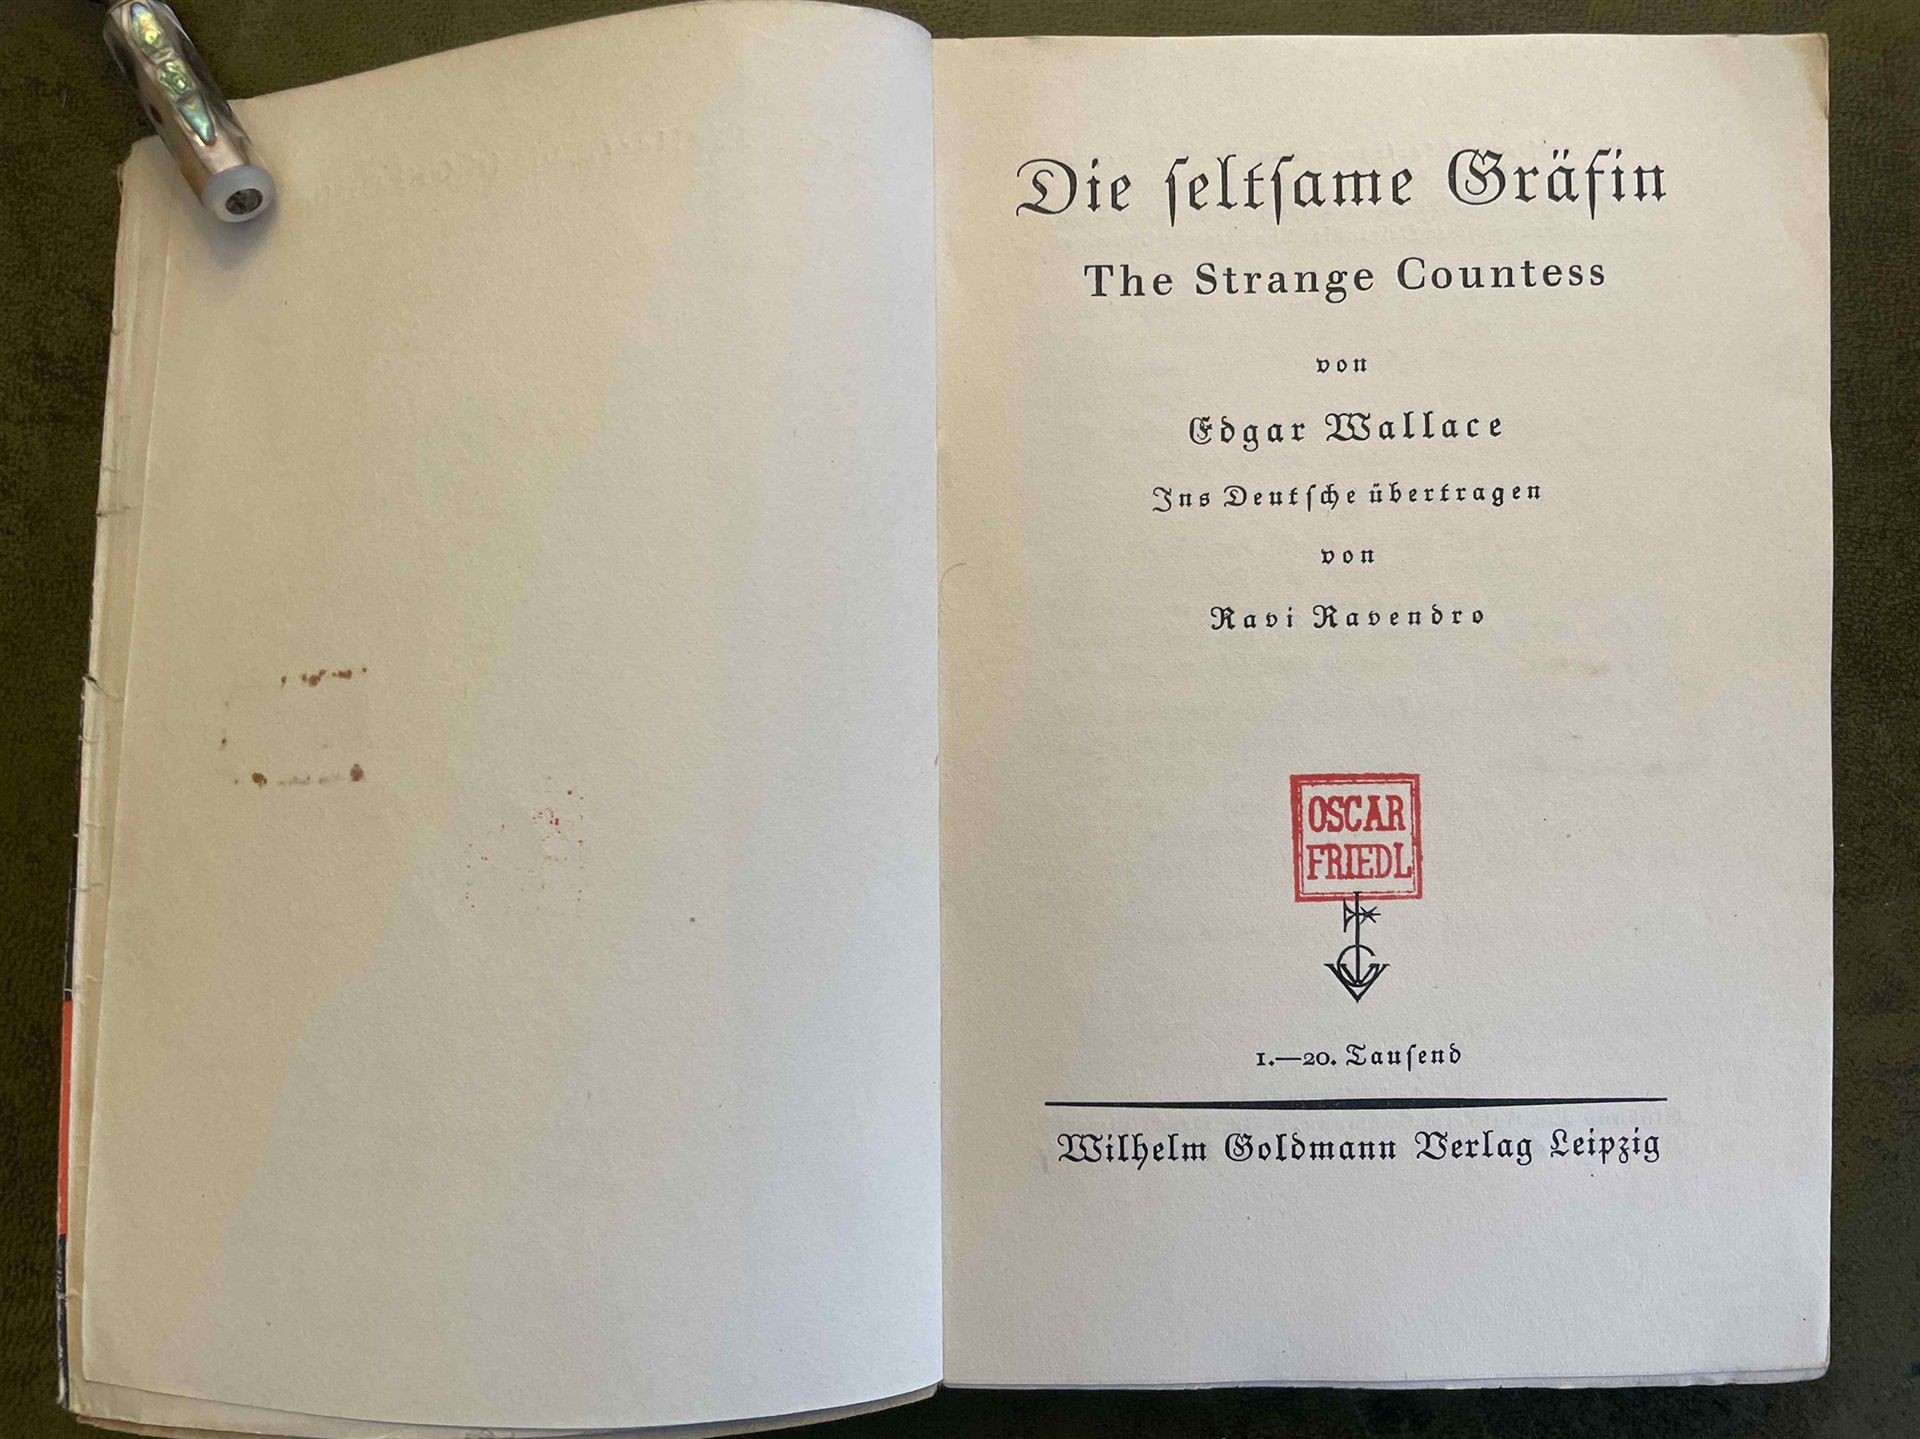 Die ſeltſame Gräfin
The Strange Countess
von
Edgar Wallace
Ins Deutſche übertragen
von
Ravi Ravendro
OSCAR
FRIEDL
1.—20. Tauſend
Wilhelm Goldmann Verlag Leipzig